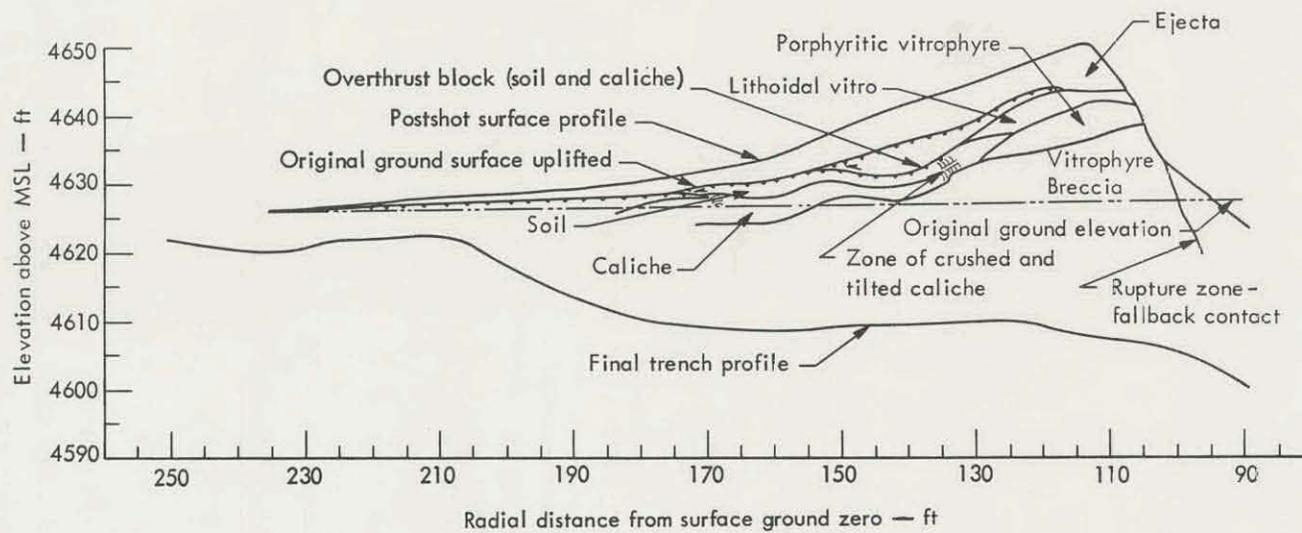 Elevation above MSL — ft
4650
4640
4630
4620
4610
4600
4590
Ejecta
Porphyritic vitrophyre
Overthrust block (soil and caliche)
Lithoidal vitro
Postshot surface profile
Original ground surface uplifted
Vitrophyre
Breccia
Soil
Original ground elevation
Caliche
Zone of crushed and
tilted caliche
Rupture zone-
fallback contact
Final trench profile
250
230
210
190
170
150
130
110
90
Radial distance from surface ground zero — ft